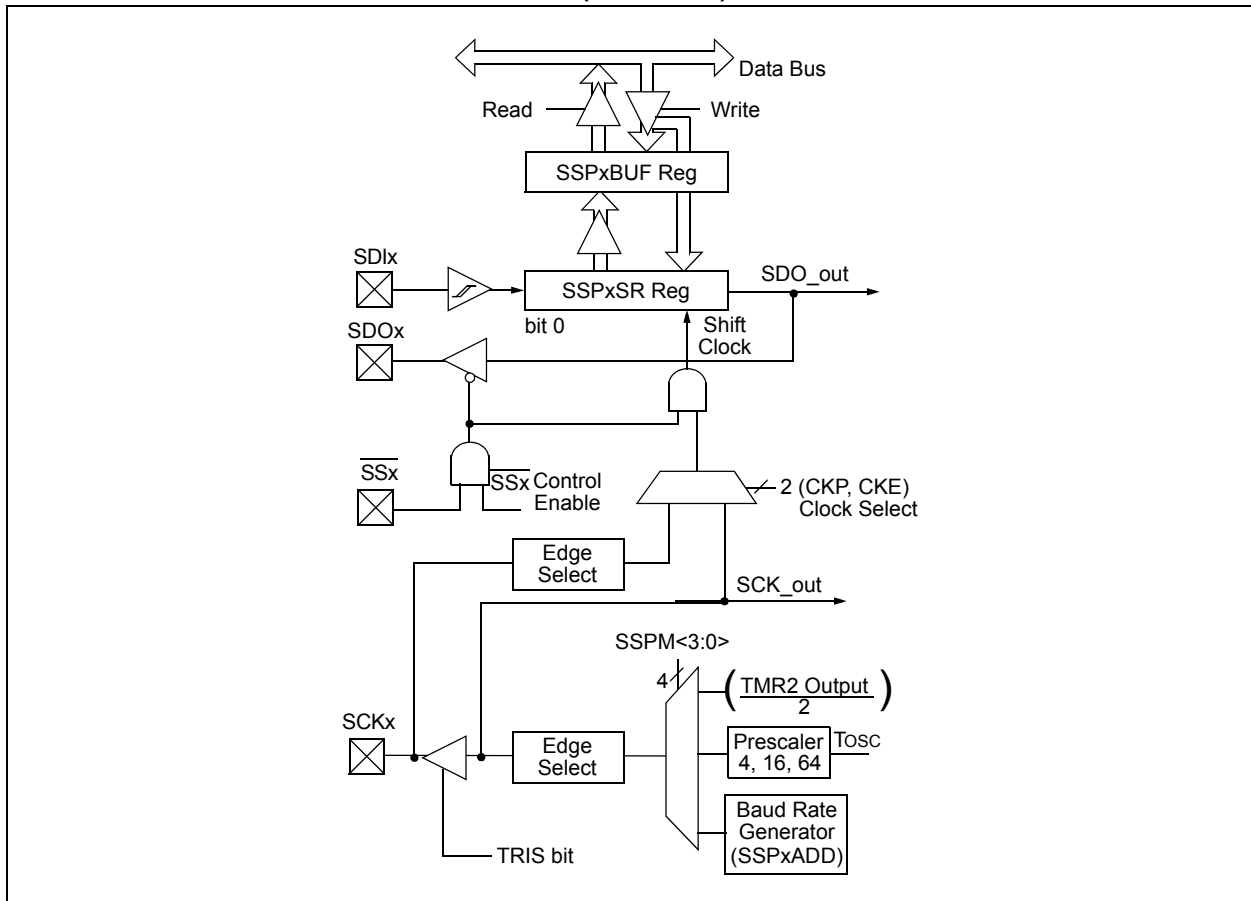 Data Bus
Read
Write
SSPxBUF Reg
SDIx
SSPxSR Reg
SDO_out
bit 0
Shift
Clock
SDOx
SSx
SSx Control
Enable
2 (CKP, CKE)
Clock Select
Edge
Select
SCK_out
SSPM<3:0>
4
( TMR2 Output )
2
SCKx
Edge
Select
Prescaler
4, 16, 64
TOSC
Baud Rate
Generator
(SSPxADD)
TRIS bit